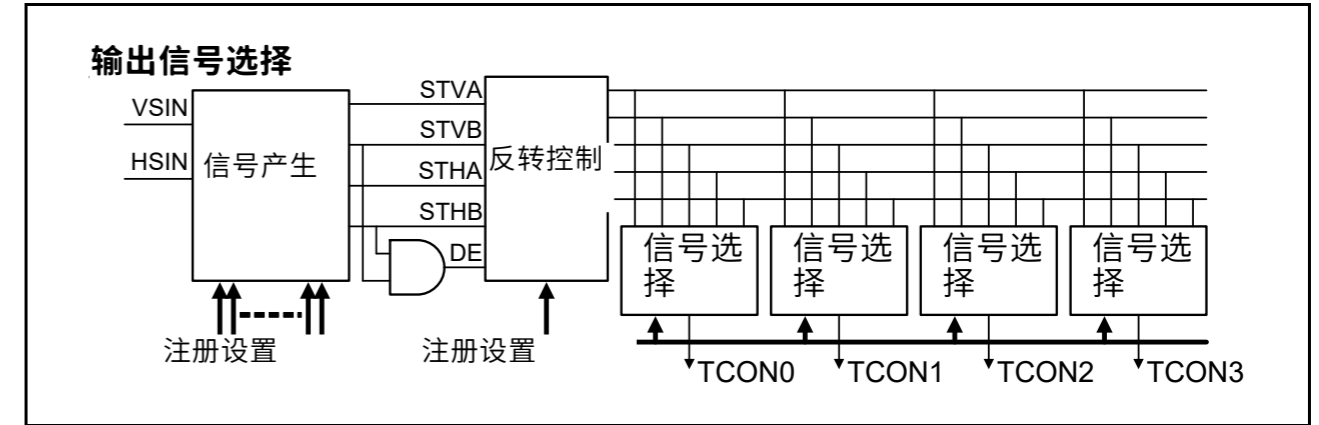 输出信号选择
VSIN
HSIN
信号产生
STVA
STVB
STHA
STHB
DE
反转控制
信号选
择
信号选
择
信号选
择
信号选
择
注册设置
注册设置
TCON0
TCON1
TCON2
TCON3